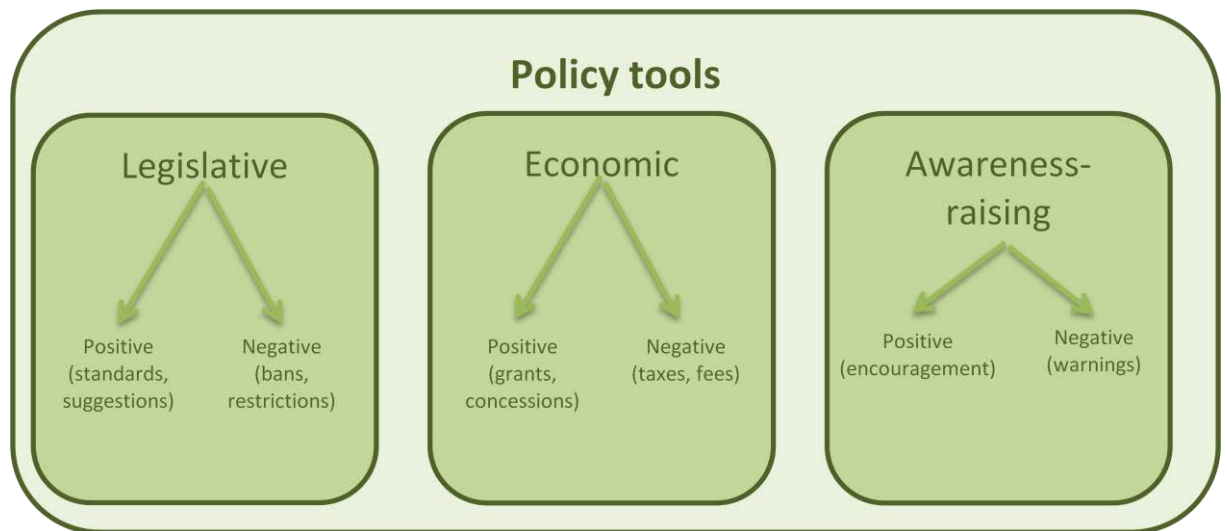 Policy tools
Legislative
Positive
(standards,
suggestions)
Negative
(bans,
restrictions)
Economic
Positive
(grants,
concessions)
Negative
(taxes, fees)
Awareness-
raising
Positive
(encouragement)
Negative
(warnings)